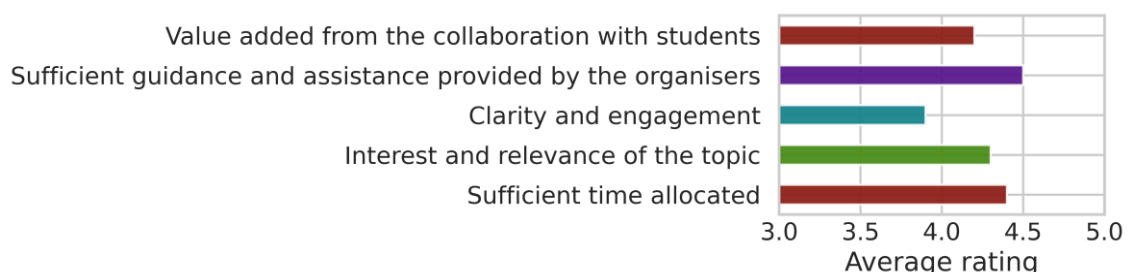 Value added from the collaboration with students
Sufficient guidance and assistance provided by the organisers
Clarity and engagement
Interest and relevance of the topic
Sufficient time allocated
3.0 3.5 4.0 4.5 5.0
Average rating